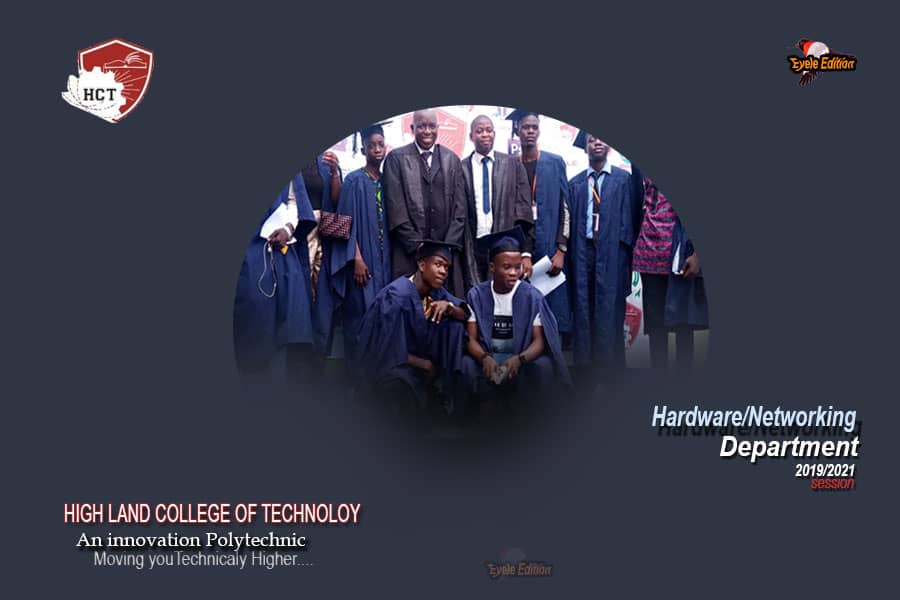 HCT
Eyele Edition
Hardware/Networking
Department
2019/2021
session
HIGH LAND COLLEGE OF TECHNOLOY
An innovation Polytechnic
Moving youTechnicaly Higher....
Eyele Edition